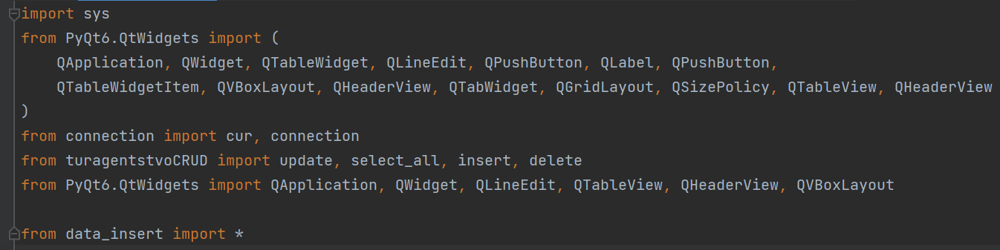 import sys
from PyQt6.QtWidgets import (
    QApplication, QWidget, QTableWidget, QLineEdit, QPushButton, QLabel, QPushButton,
    QTableWidgetItem, QVBoxLayout, QHeaderView, QTabWidget, QGridLayout, QSizePolicy, QTableView, QHeaderView
)
from connection import cur, connection
from turagentstvoCRUD import update, select_all, insert, delete
from PyQt6.QtWidgets import QApplication, QWidget, QLineEdit, QTableView, QHeaderView, QVBoxLayout

from data_insert import *